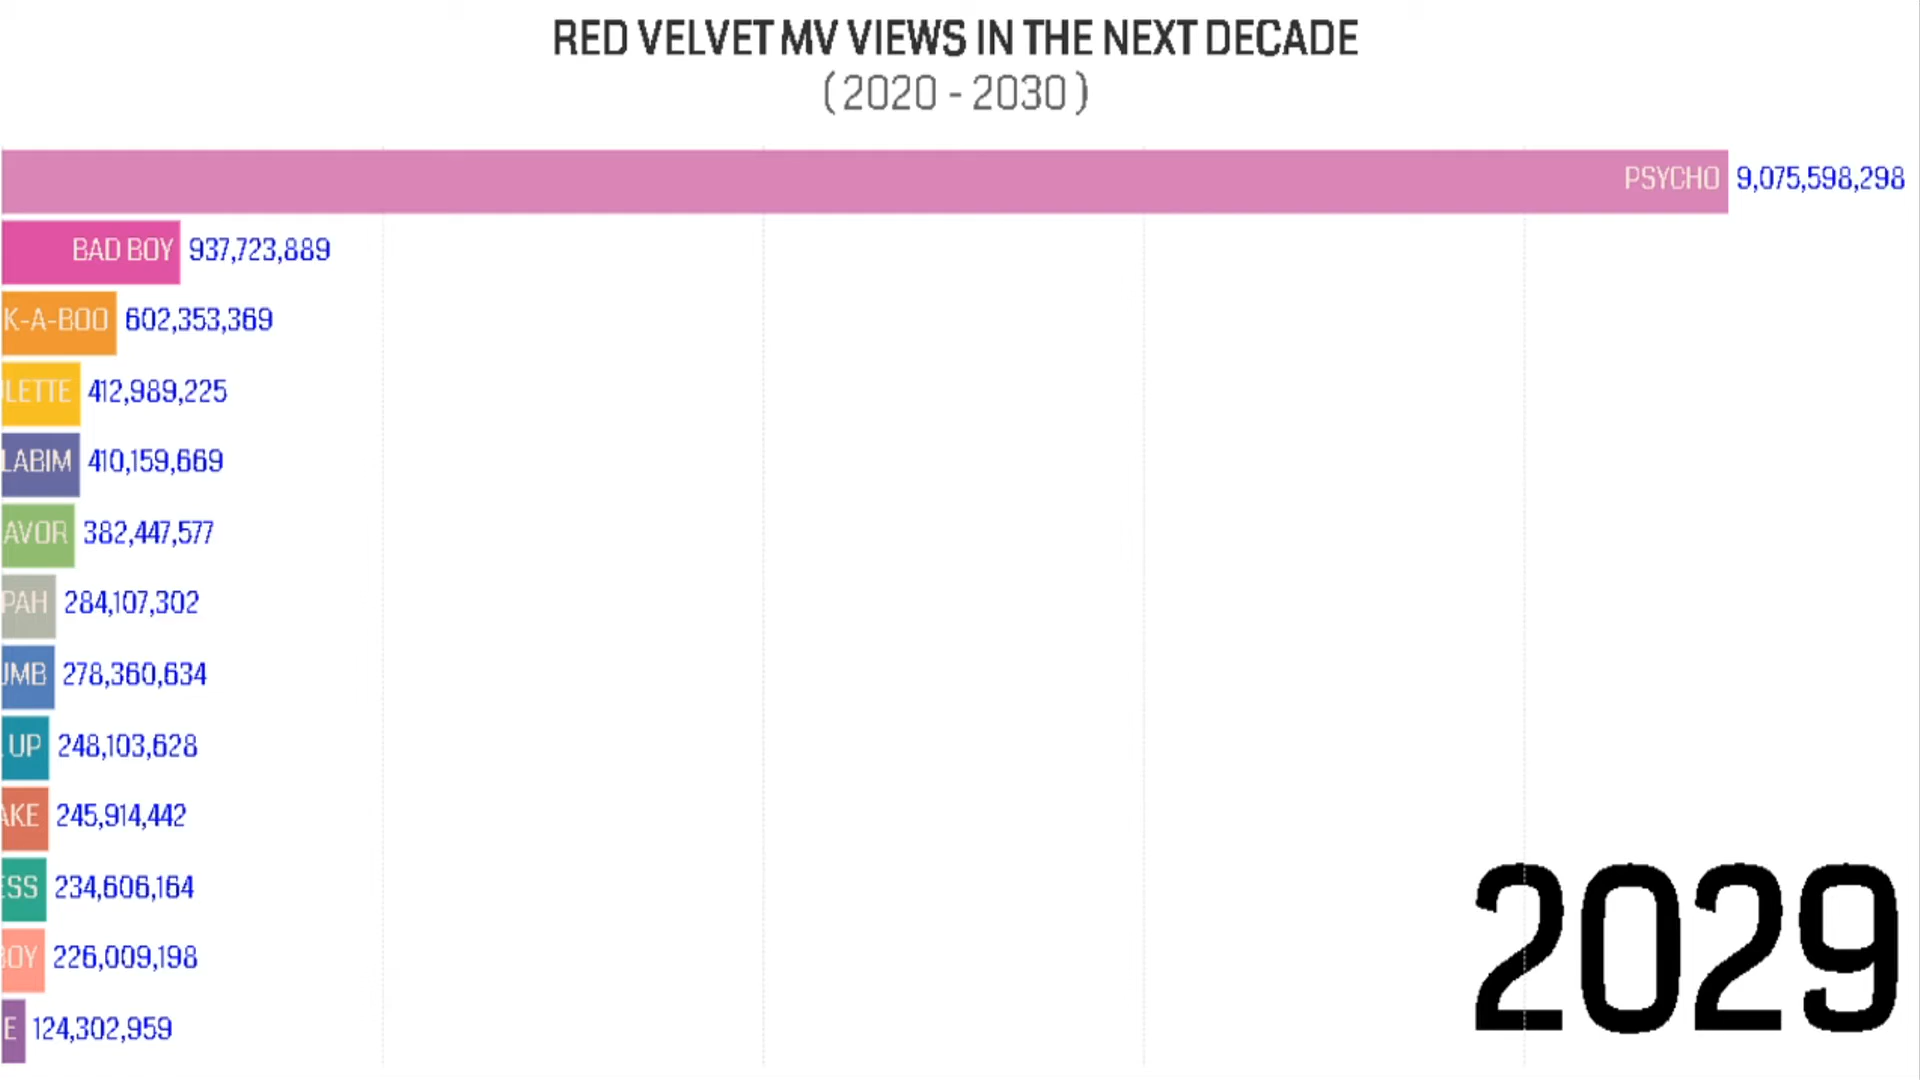 RED VELVET MV VIEWS IN THE NEXT DECADE
(2020 - 2030)
PSYCHO 9,075,598,298
BAD BOY 937,723,889
K-A-BOO 602,353,369
LETTE 412,989,225
LABIM 410,159,669
AVOR 382,447,577
PAH 284,107,302
UMB 278,360,634
UP 248,103,628
AKE 245,914,442
ESS 234,606,164
BOY 226,009,198
E 124,302,959
2029